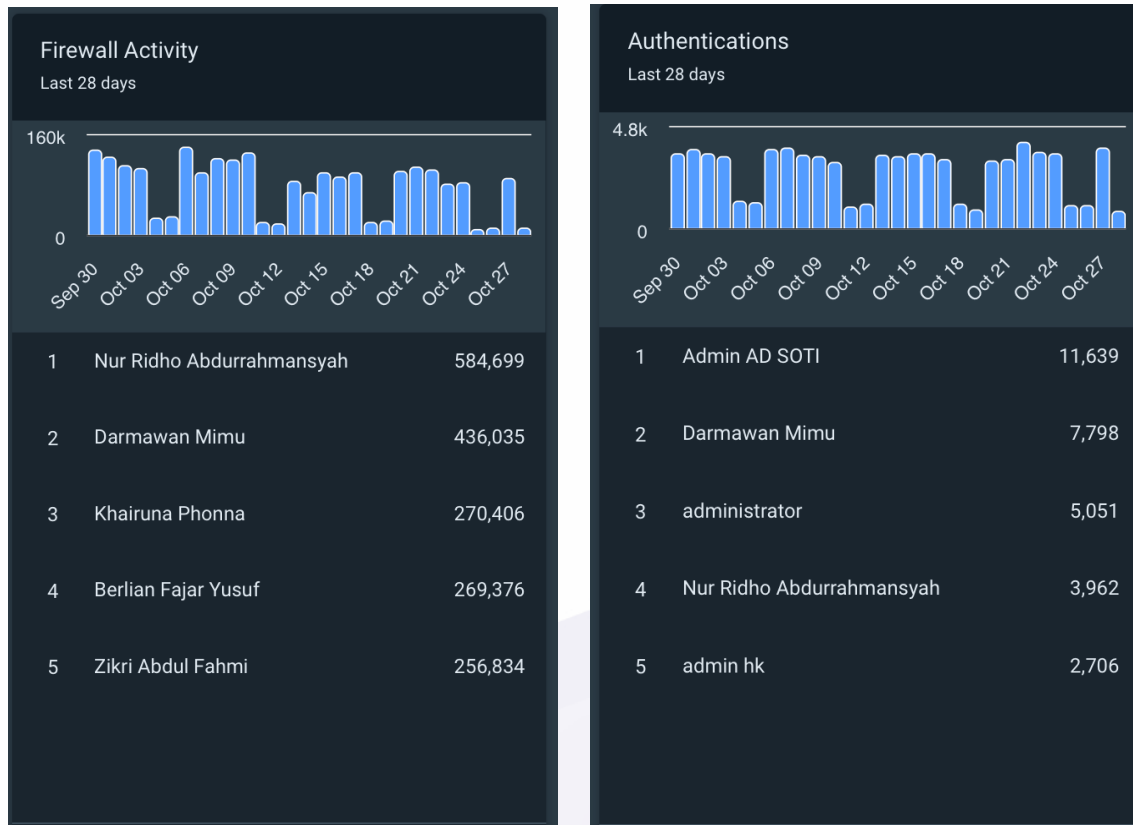 Firewall Activity
Last 28 days
160k
0
Sep 30
Oct 03
Oct 06
Oct 09
Oct 12
Oct 15
Oct 18
Oct 21
Oct 24
Oct 27
1 Nur Ridho Abdurrahmansyah 584,699
2 Darmawan Mimu 436,035
3 Khairuna Phonna 270,406
4 Berlian Fajar Yusuf 269,376
5 Zikri Abdul Fahmi 256,834
Authentications
Last 28 days
4.8k
0
Sep 30
Oct 03
Oct 06
Oct 09
Oct 12
Oct 15
Oct 18
Oct 21
Oct 24
Oct 27
1 Admin AD SOTI 11,639
2 Darmawan Mimu 7,798
3 administrator 5,051
4 Nur Ridho Abdurrahmansyah 3,962
5 admin hk 2,706